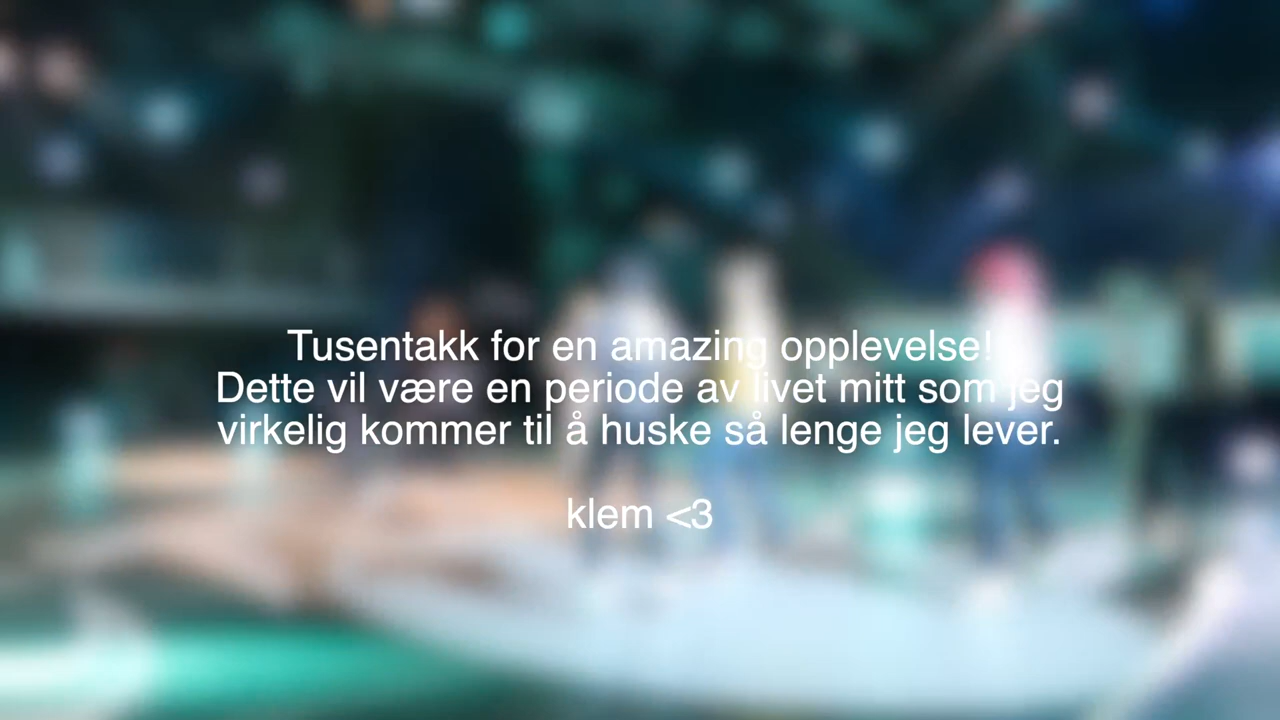 Tusentakk for en amazing opplevelse!
Dette vil være en periode av livet mitt som jeg
virkelig kommer til å huske så lenge jeg lever.
klem <3